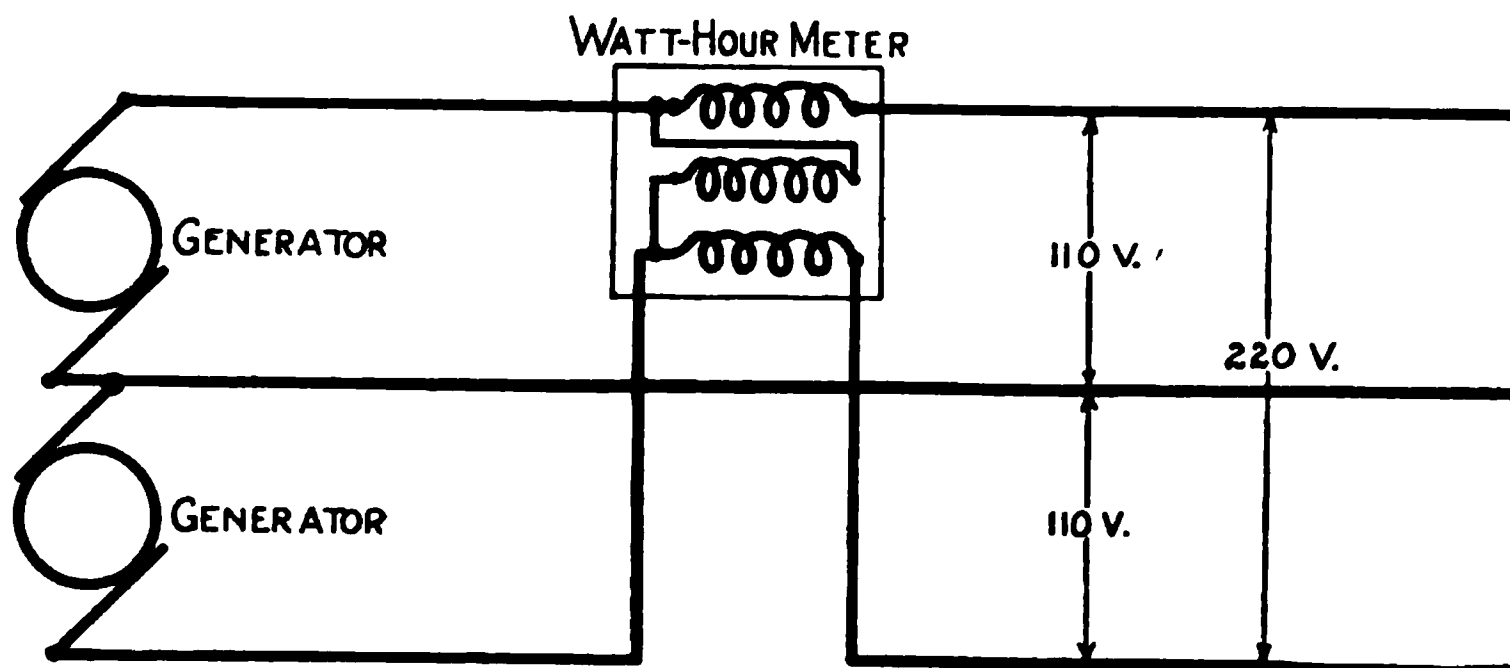 WATT-HOUR METER
GENERATOR
110 V.
220 V.
GENERATOR
110 V.